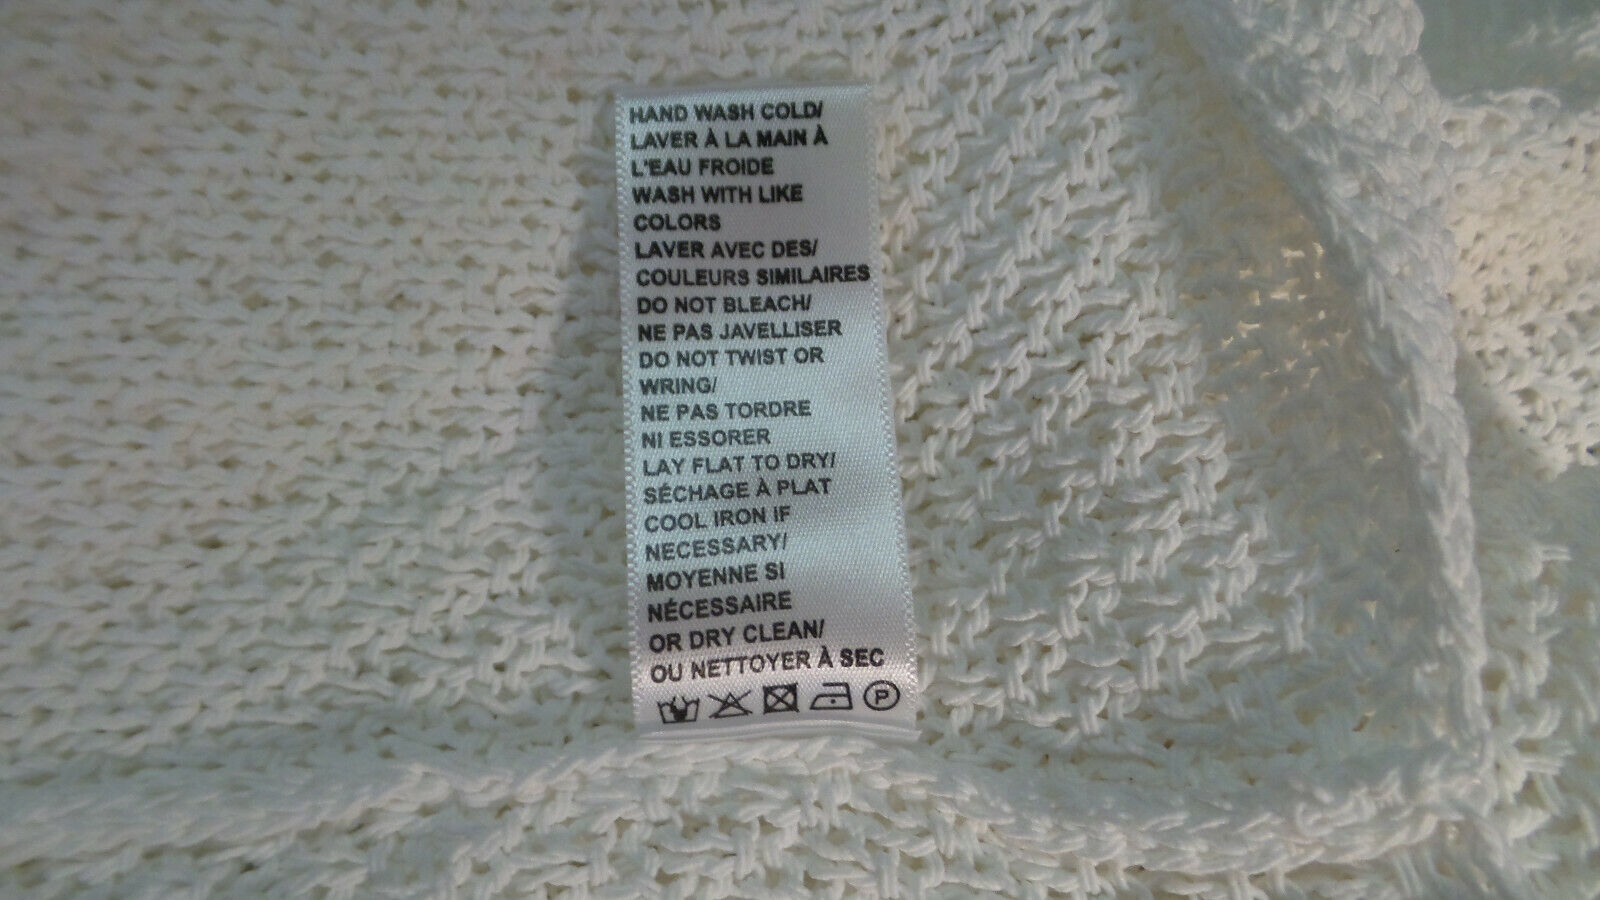 HAND WASH COLD/
LAVER À LA MAIN À
L'EAU FROIDE
WASH WITH LIKE
COLORS
LAVER AVEC DES/
COULEURS SIMILAIRES
DO NOT BLEACH/
NE PAS JAVELLISER
DO NOT TWIST OR
WRING/
NE PAS TORDRE
NI ESSORER
LAY FLAT TO DRY/
SÉCHAGE À PLAT
COOL IRON IF
NECESSARY/
MOYENNE SI
NÉCESSAIRE
OR DRY CLEAN/
OU NETTOYER À SEC
P